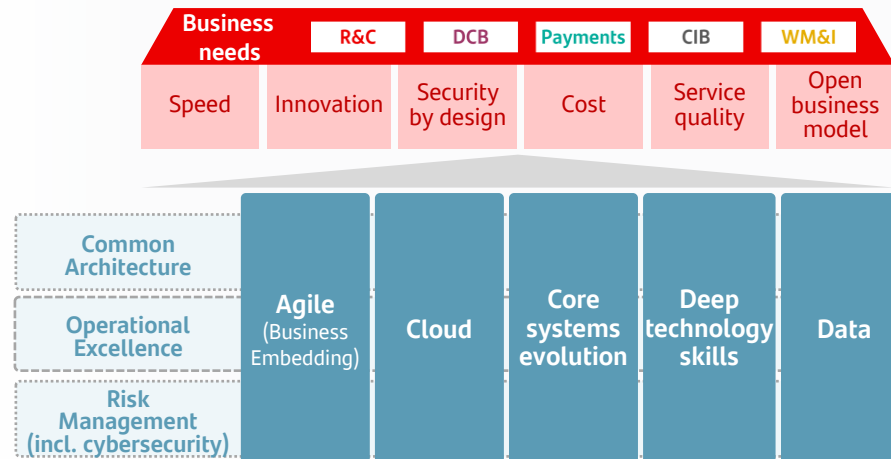 Business
needs
R&C
DCB
Payments
CIB
WM&I
Speed
Innovation
Security
by design
Cost
Service
quality
Open
business
model
Common
Architecture
Operational
Excellence
Risk
Management
(incl. cybersecurity)
Agile
(Business
Embedding)
Cloud
Core
systems
evolution
Deep
technology
skills
Data